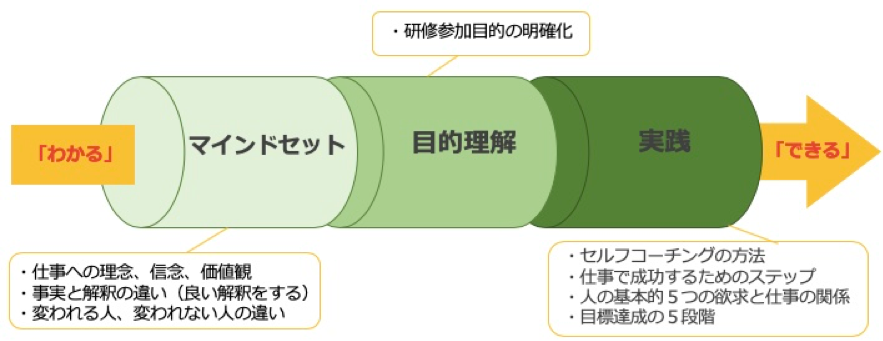 ・研修参加目的の明確化
「わかる」
マインドセット
目的理解
実践
「できる」
・仕事への理念、信念、価値観
・事実と解釈の違い（良い解釈をする）
・変われる人、変われない人の違い
・セルフコーチングの方法
・仕事で成功するためのステップ
・人の基本的５つの欲求と仕事の関係
・目標達成の５段階